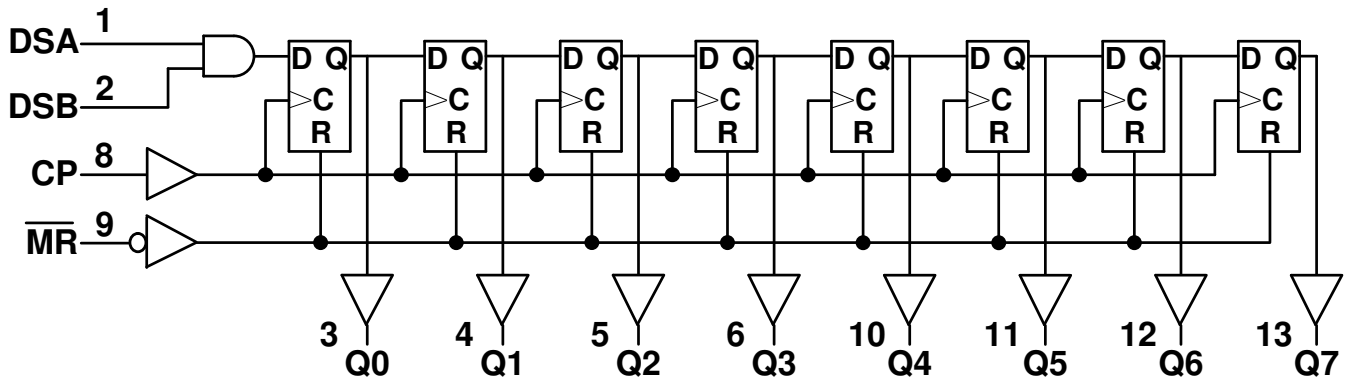 1
DSA
2
DSB
8
CP
9
M̅R̅
D Q D Q D Q D Q D Q D Q D Q D Q
C C C C C C C C
R R R R R R R R
3 4 5 6 10 11 12 13
Q0 Q1 Q2 Q3 Q4 Q5 Q6 Q7